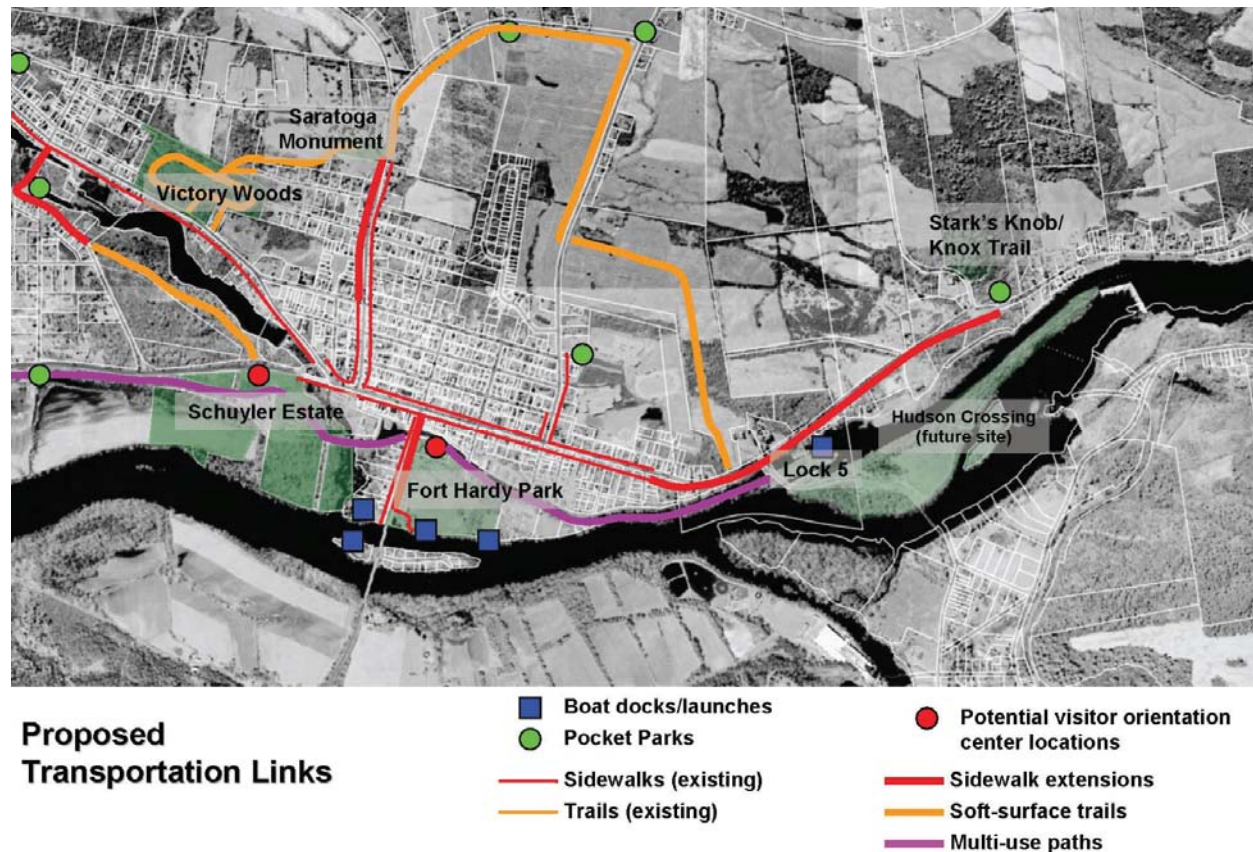 Saratoga
Monument
Victory Woods
Stark's Knob/
Knox Trail
Schuyler Estate
Hudson Crossing
(future site)
Lock 5
Fort Hardy Park
Proposed
Transportation Links
Boat docks/launches
Pocket Parks
Sidewalks (existing)
Trails (existing)
Potential visitor orientation
center locations
Sidewalk extensions
Soft-surface trails
Multi-use paths